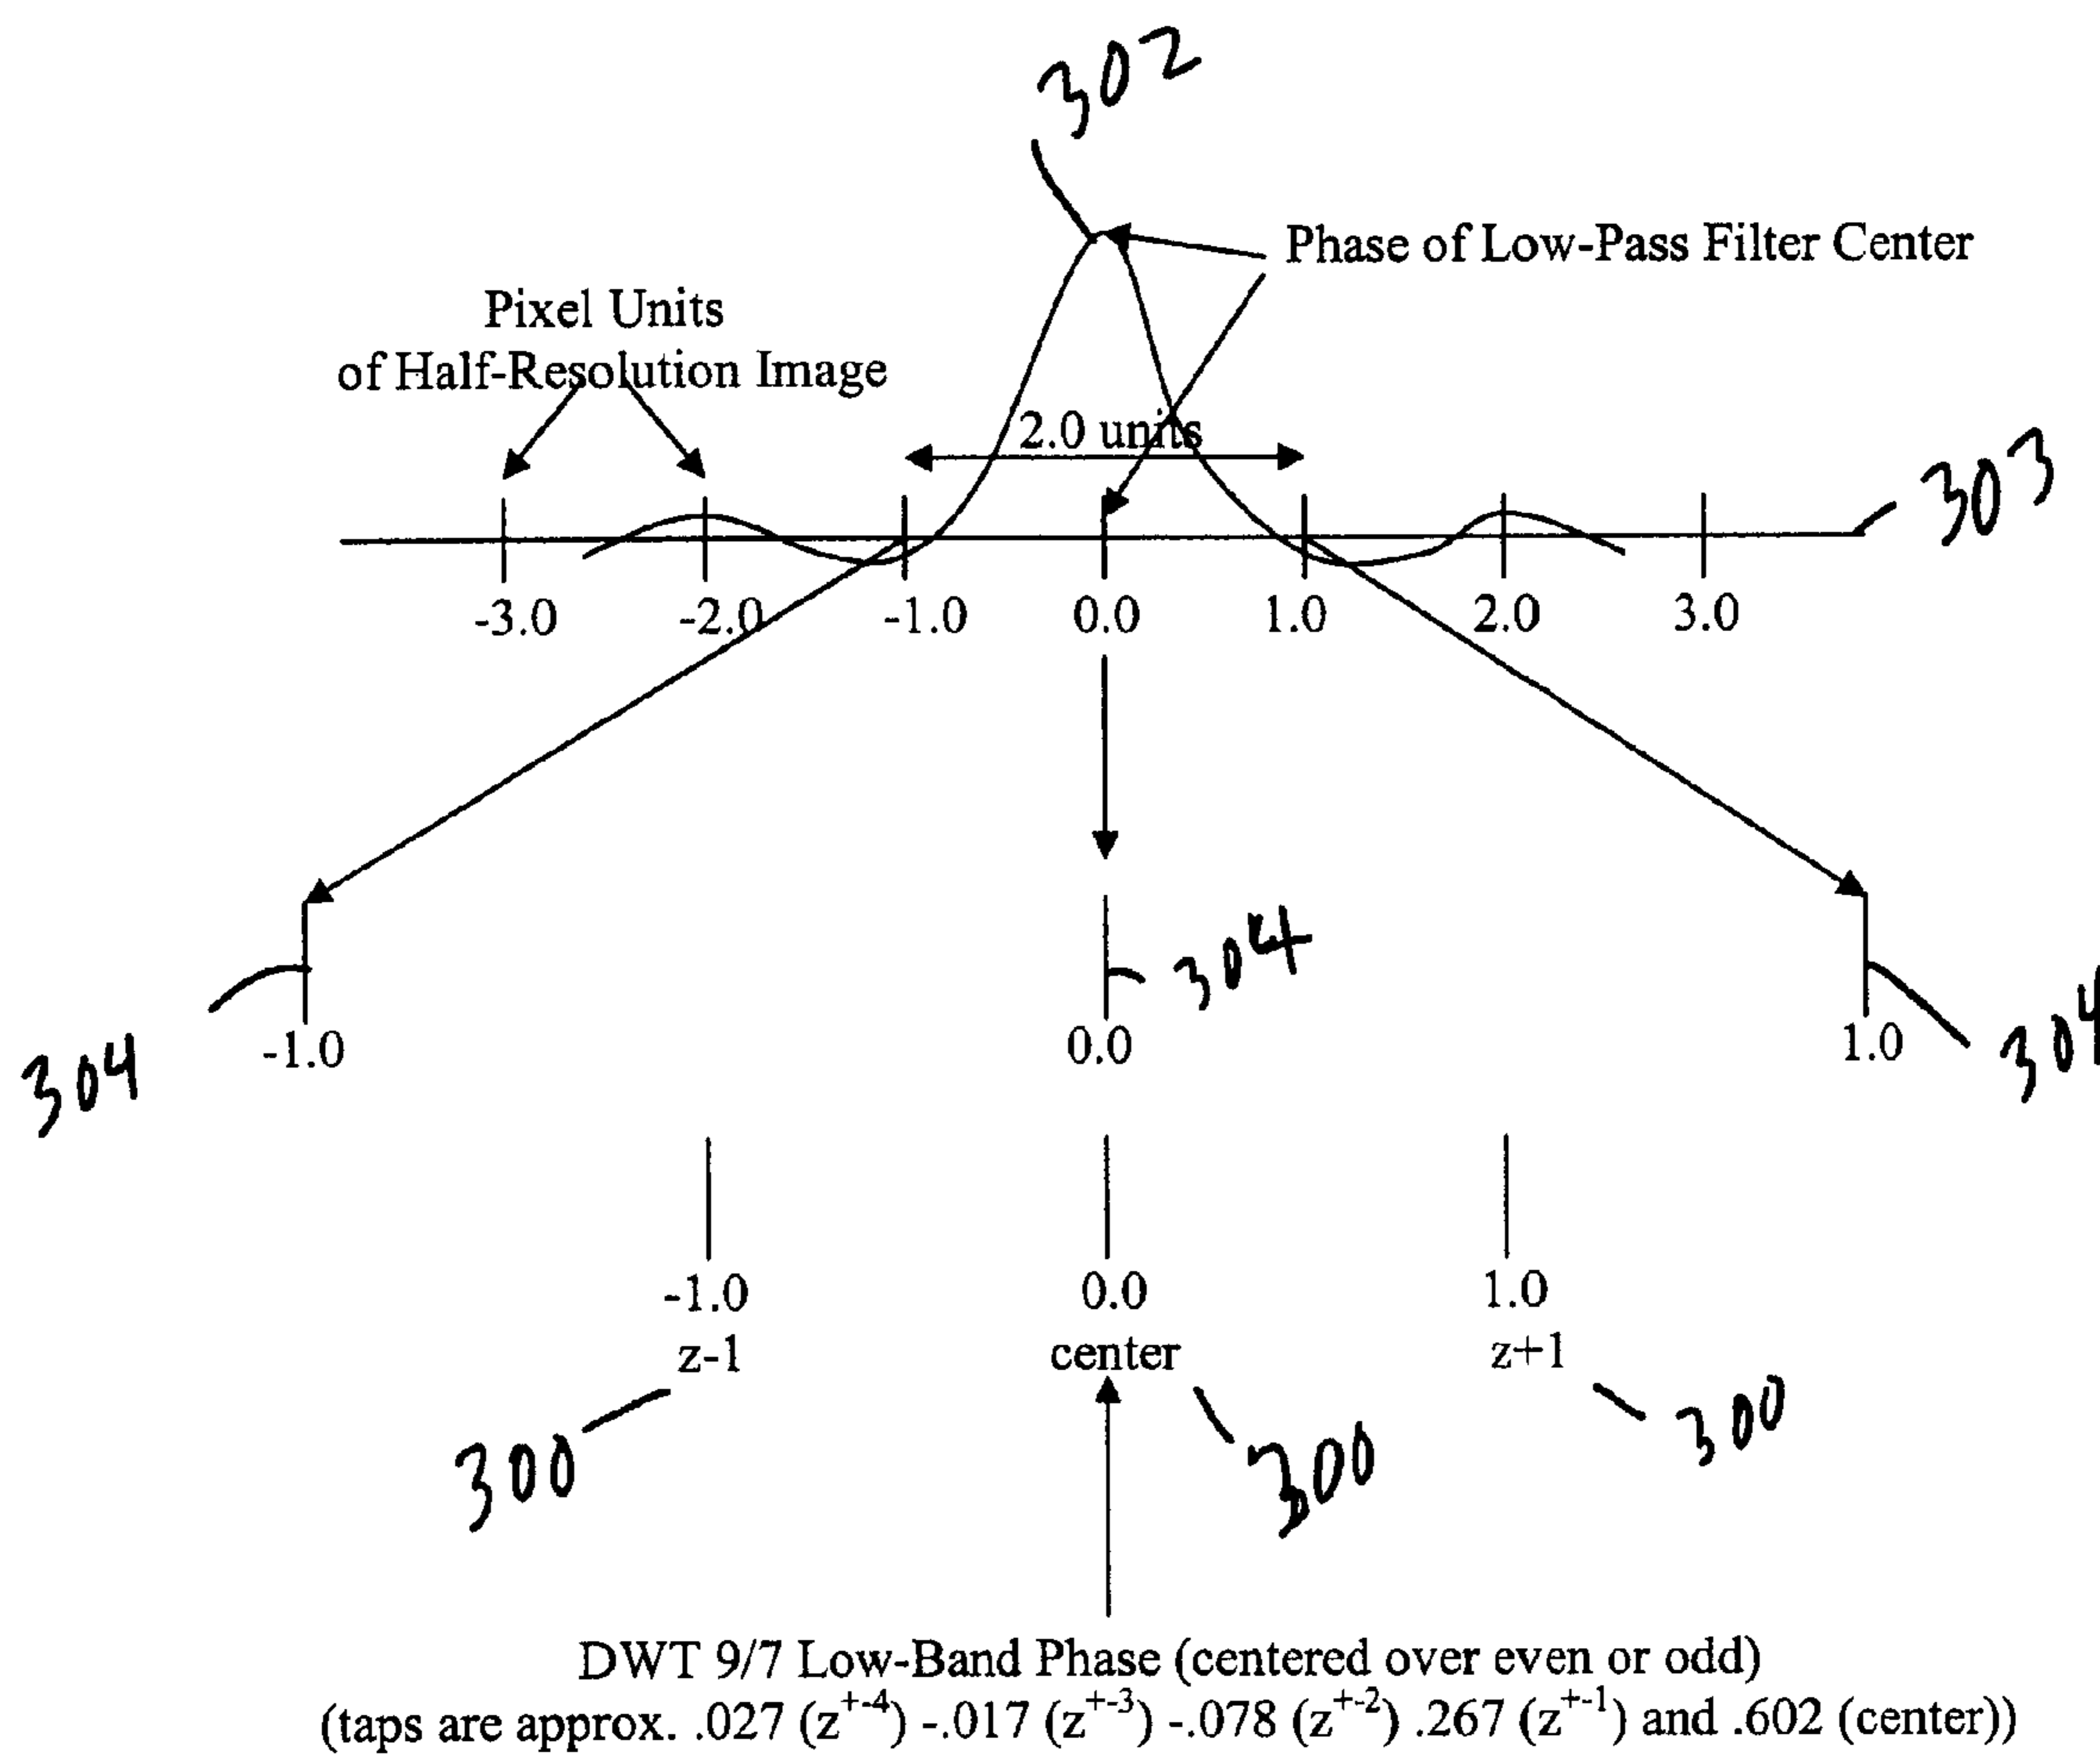 302
Phase of Low-Pass Filter Center
Pixel Units
of Half-Resolution Image
2.0 units
303
-3.0 -2.0 -1.0 0.0 1.0 2.0 3.0
304
-1.0 0.0 1.0
304 304
-1.0 0.0 1.0
z-1 center z+1
300 300 300
DWT 9/7 Low-Band Phase (centered over even or odd)
(taps are approx. .027 (z^{+-4}) -.017 (z^{+-3}) -.078 (z^{+-2}) .267 (z^{+-1}) and .602 (center))